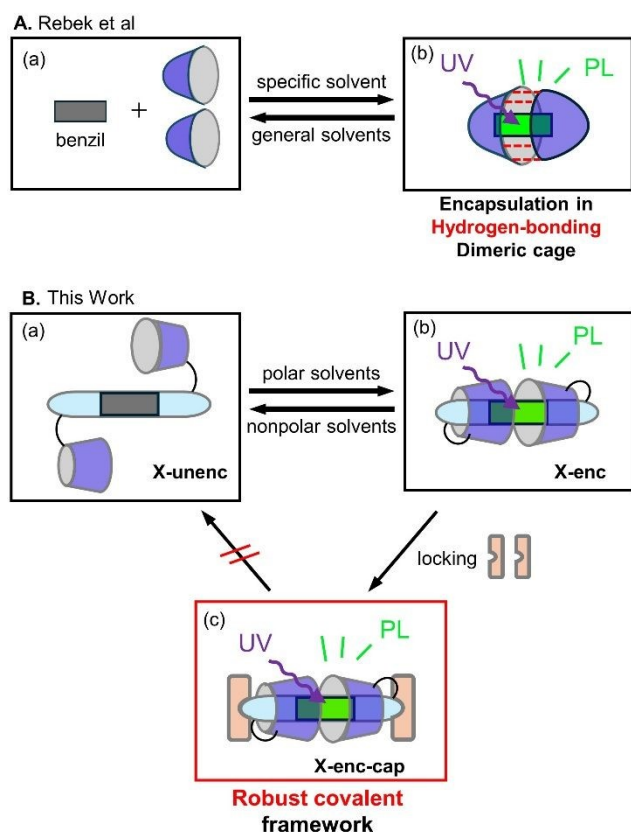 A. Rebek et al
(a)
benzil
+
specific solvent
general solvents
(b)
UV
PL
Encapsulation in
Hydrogen-bonding
Dimeric cage
B. This Work
(a)
X-unenc
polar solvents
nonpolar solvents
(b)
UV
PL
X-enc
locking
(c)
UV
PL
X-enc-cap
Robust covalent
framework